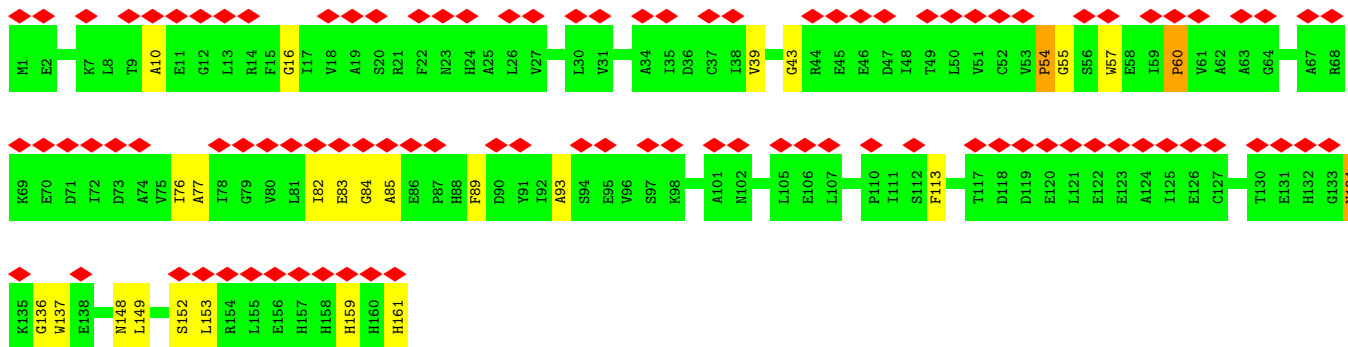 M1 E2 K7 L8 T9 A10 E11 G12 L13 R14 F15 G16 I17 V18 A19 S20 R21 F22 N23 H24 A25 L26 V27 L30 V31 A34 I35 D36 C37 I38 V39 G43 R44 E45 E46 D47 I48 T49 L50 V51 C52 V53 P54 G55 S56 W57 E58 I59 P60 V61 A62 A63 G64 A67 R68
K69 E70 D71 I72 D73 A74 V75 I76 A77 I78 G79 V80 L81 I82 E83 G84 A85 E86 P87 H88 F89 D90 Y91 I92 A93 S94 E95 V96 S97 K98 A101 N102 L105 E106 L107 P110 I111 S112 F113 T117 D118 D119 E120 L121 E122 E123 A124 I125 E126 C127 T130 E131 H132 G133
K135 G136 W137 E138 N148 L149 S152 L153 R154 L155 E156 H157 H158 H159 H160 H161